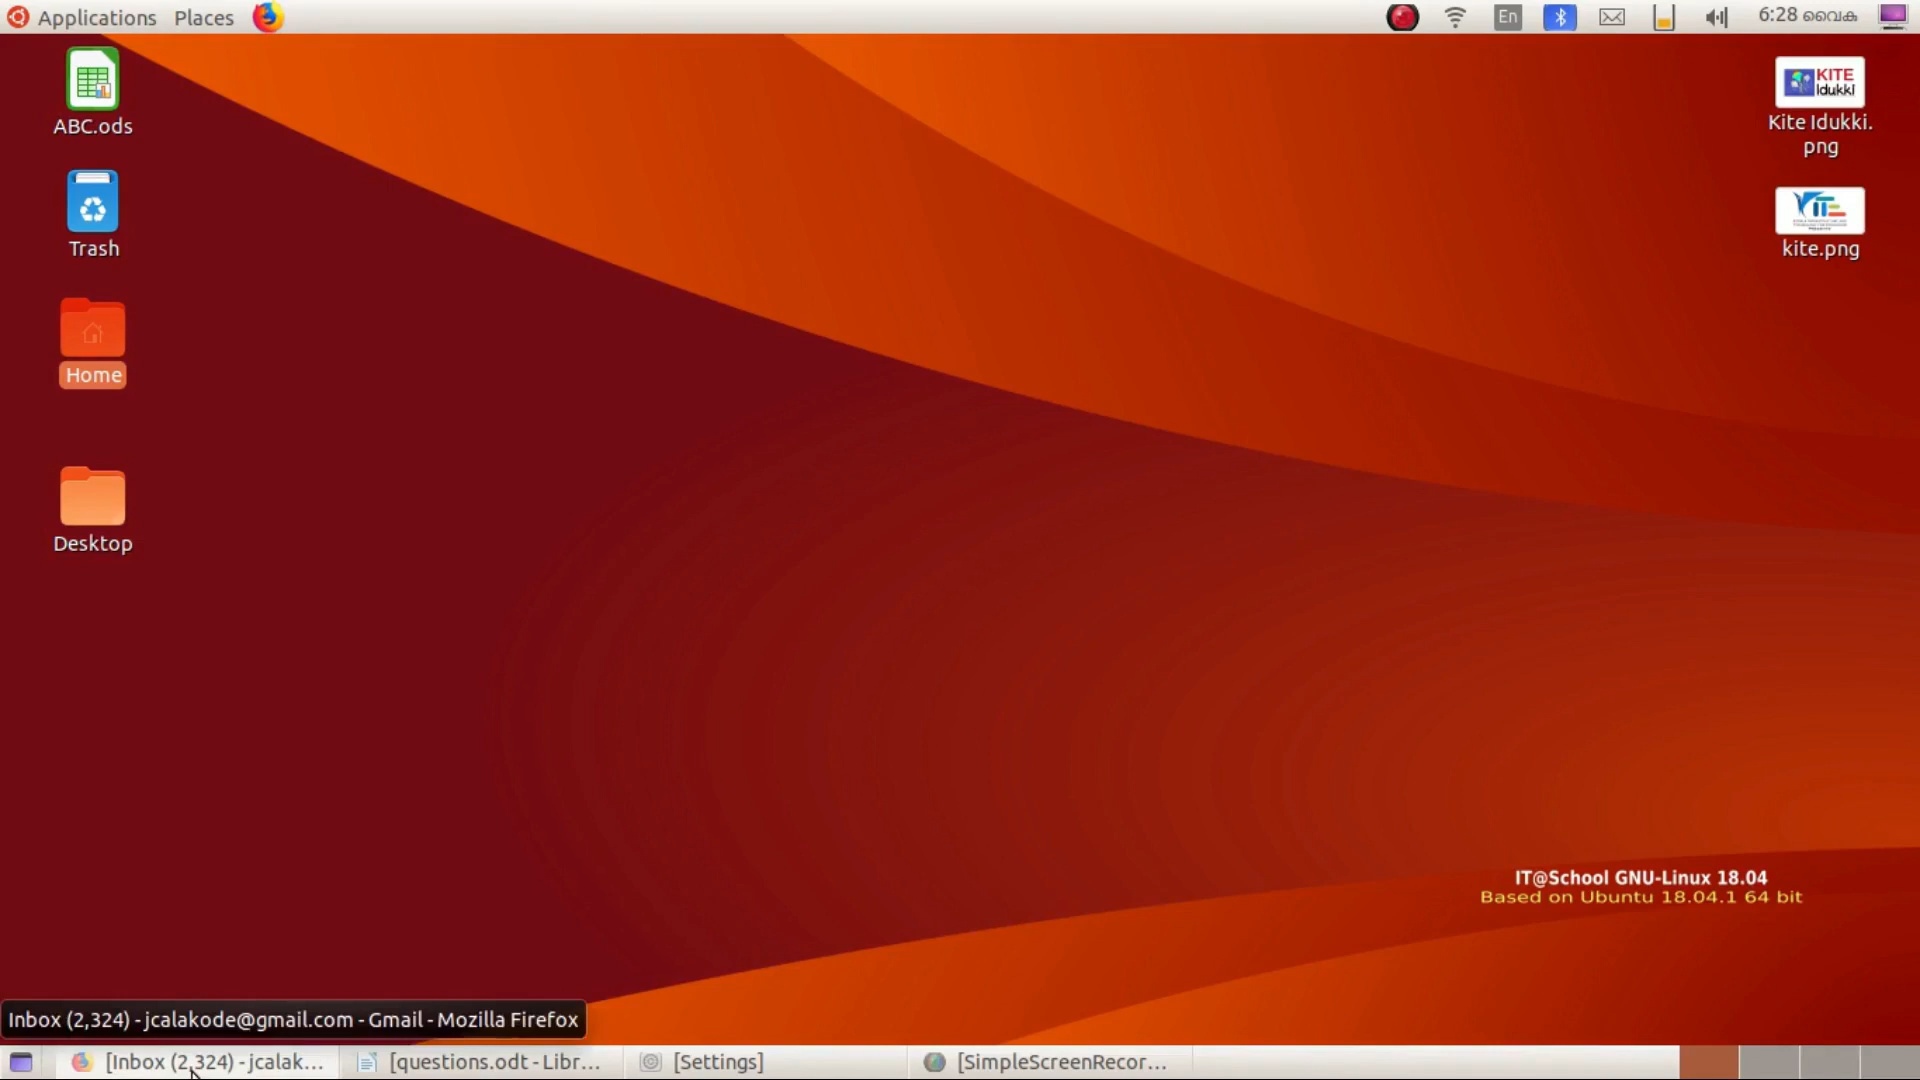 Applications Places En 6:28 വൈകു
ABC.ods
Trash
Home
Desktop
KITE
Idukki
Kite Idukki.
png
kite.png
IT@School GNU-Linux 18.04
Based on Ubuntu 18.04.1 64 bit
Inbox (2,324) - jcalakode@gmail.com - Gmail - Mozilla Firefox
[Inbox (2,324) - jcalak... [questions.odt - Libr... [Settings] [SimpleScreenRecor...